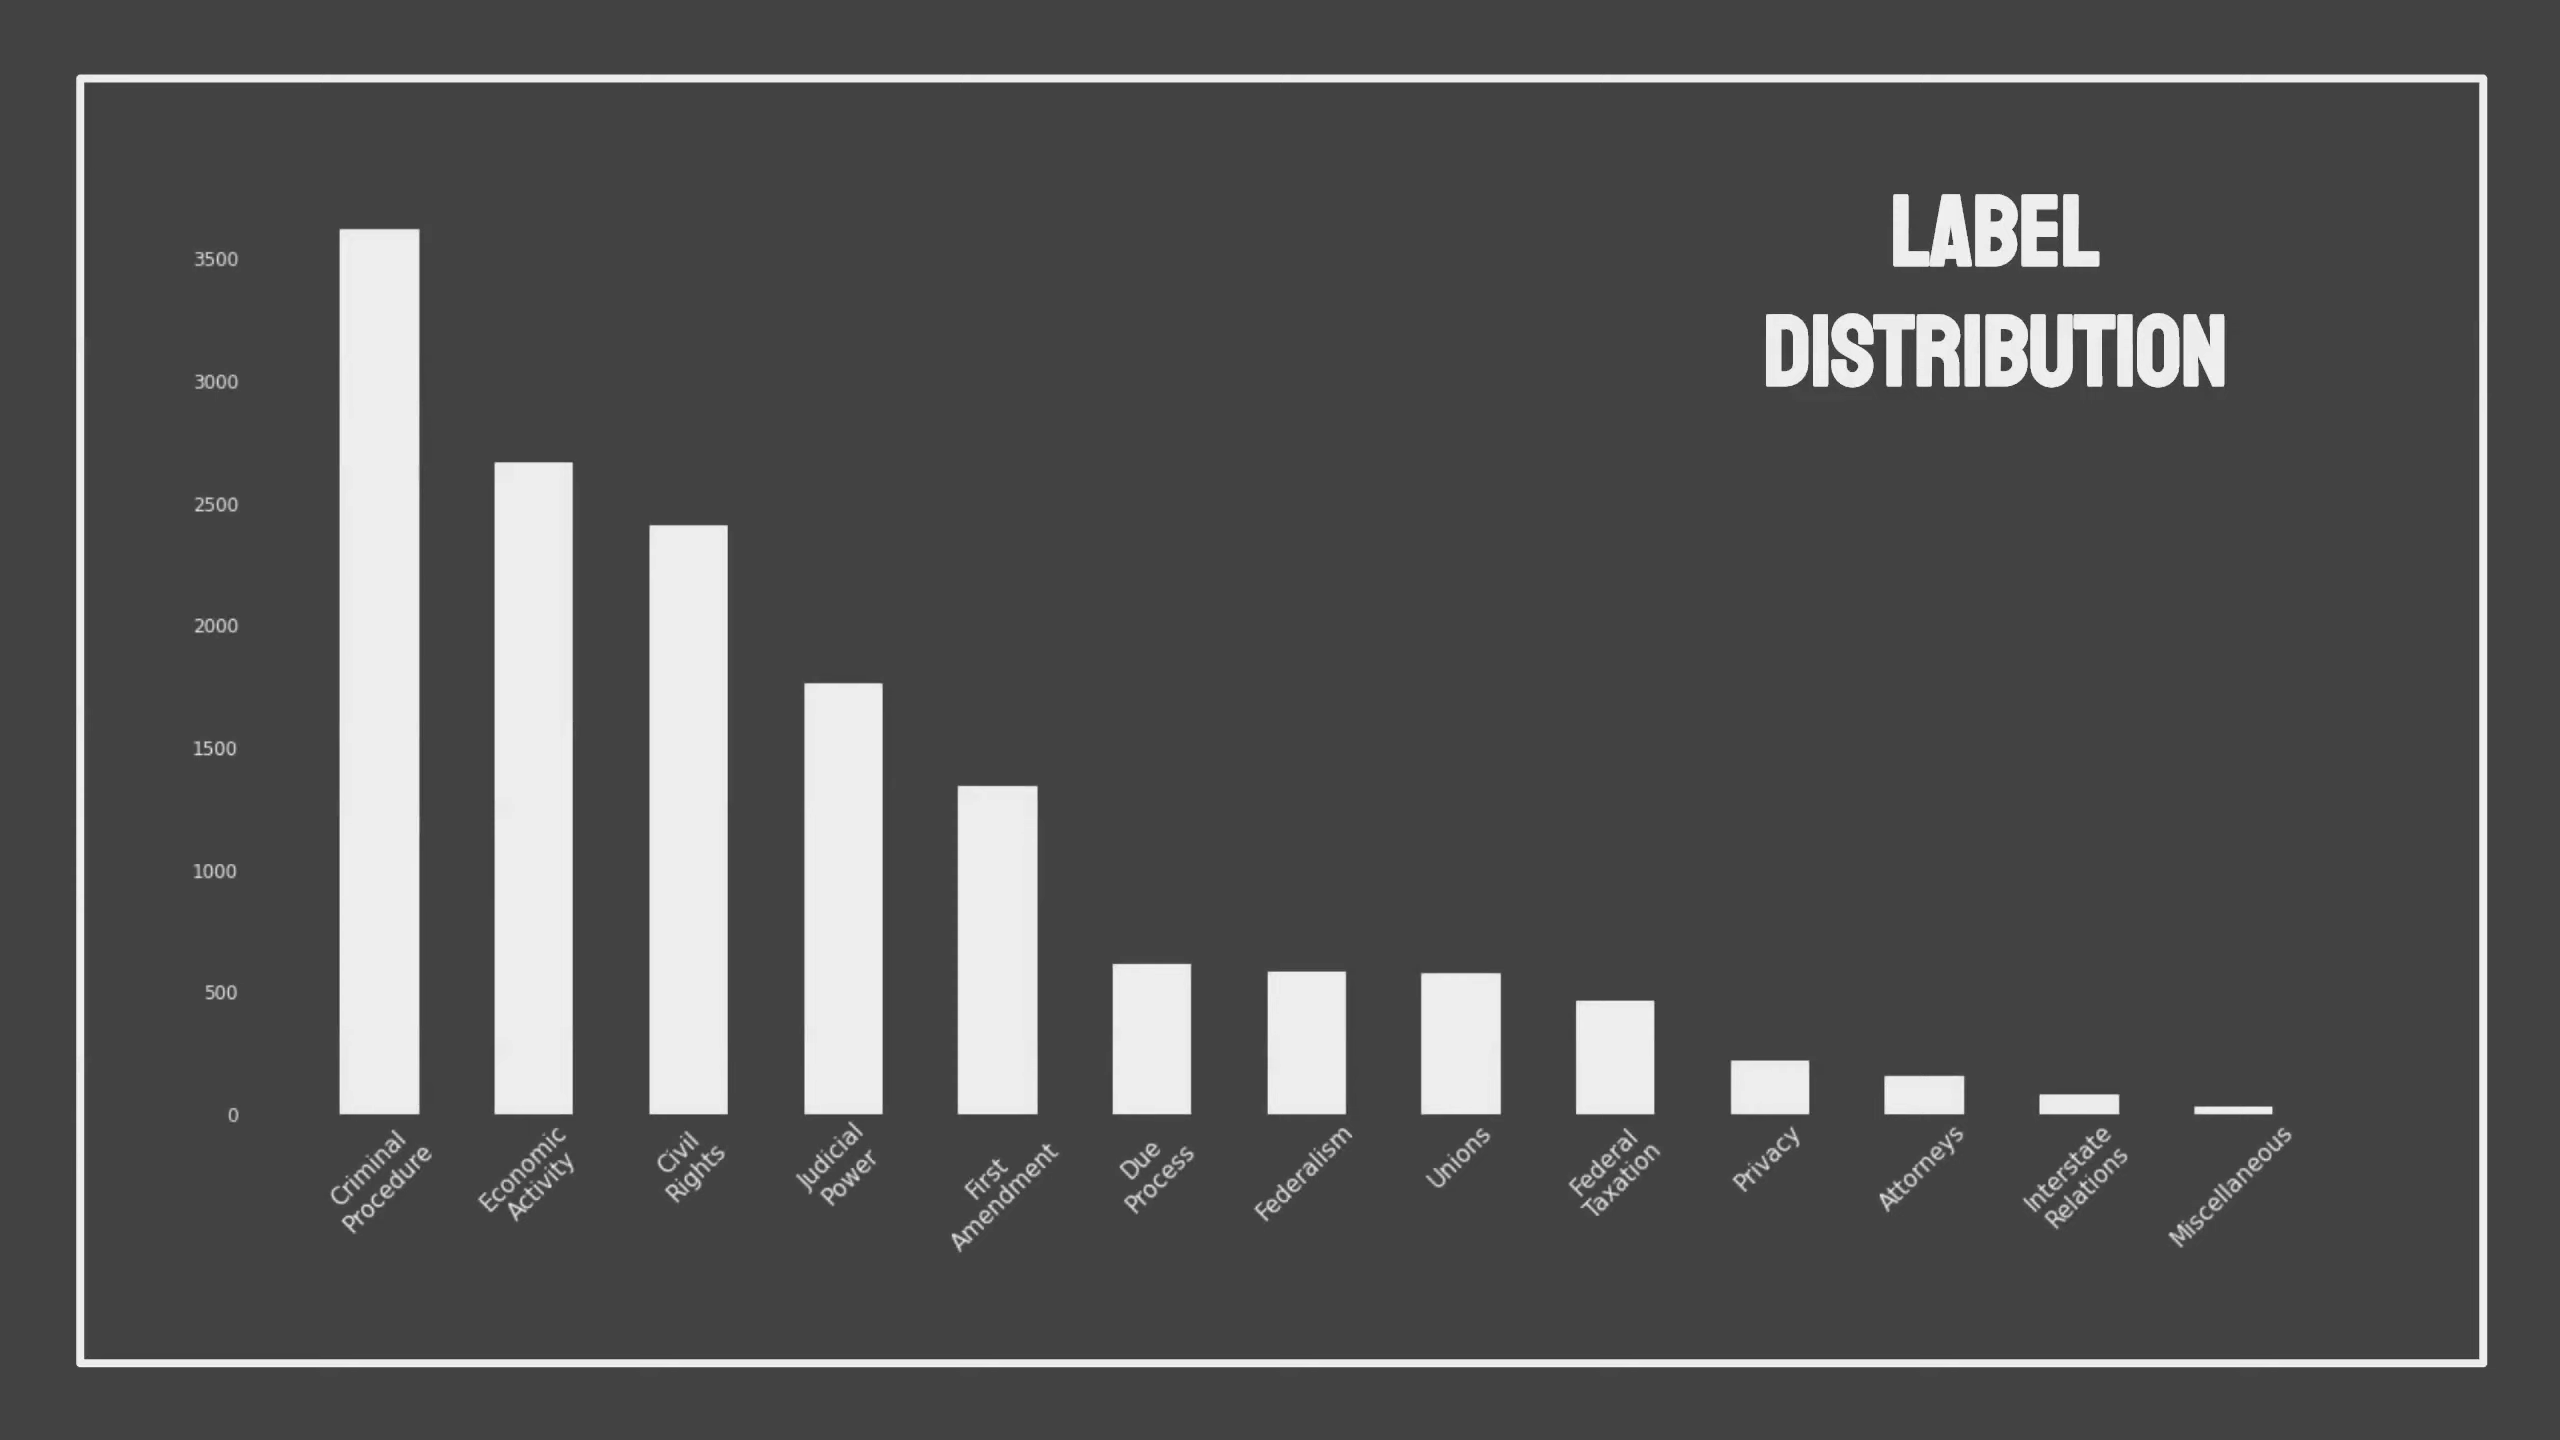 LABEL
DISTRIBUTION
3500
3000
2500
2000
1500
1000
500
0
Criminal
Procedure
Economic
Activity
Civil
Rights
Judicial
Power
First
Amendment
Due
Process
Federalism
Unions
Federal
Taxation
Privacy
Attorneys
Interstate
Relations
Miscellaneous